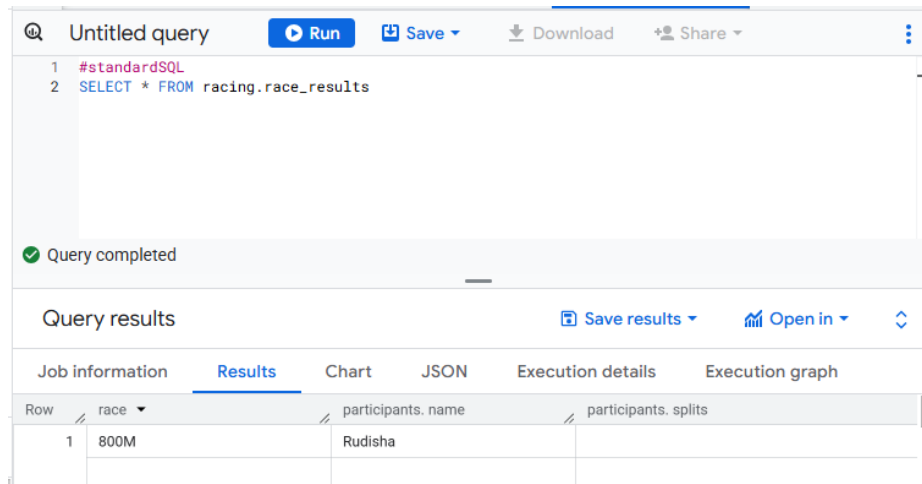 Untitled query Run Save Download Share
1 #standardSQL
2 SELECT * FROM racing.race_results
Query completed
Query results Save results Open in
Job information Results Chart JSON Execution details Execution graph
Row race participants. name participants. splits
1 800M Rudisha